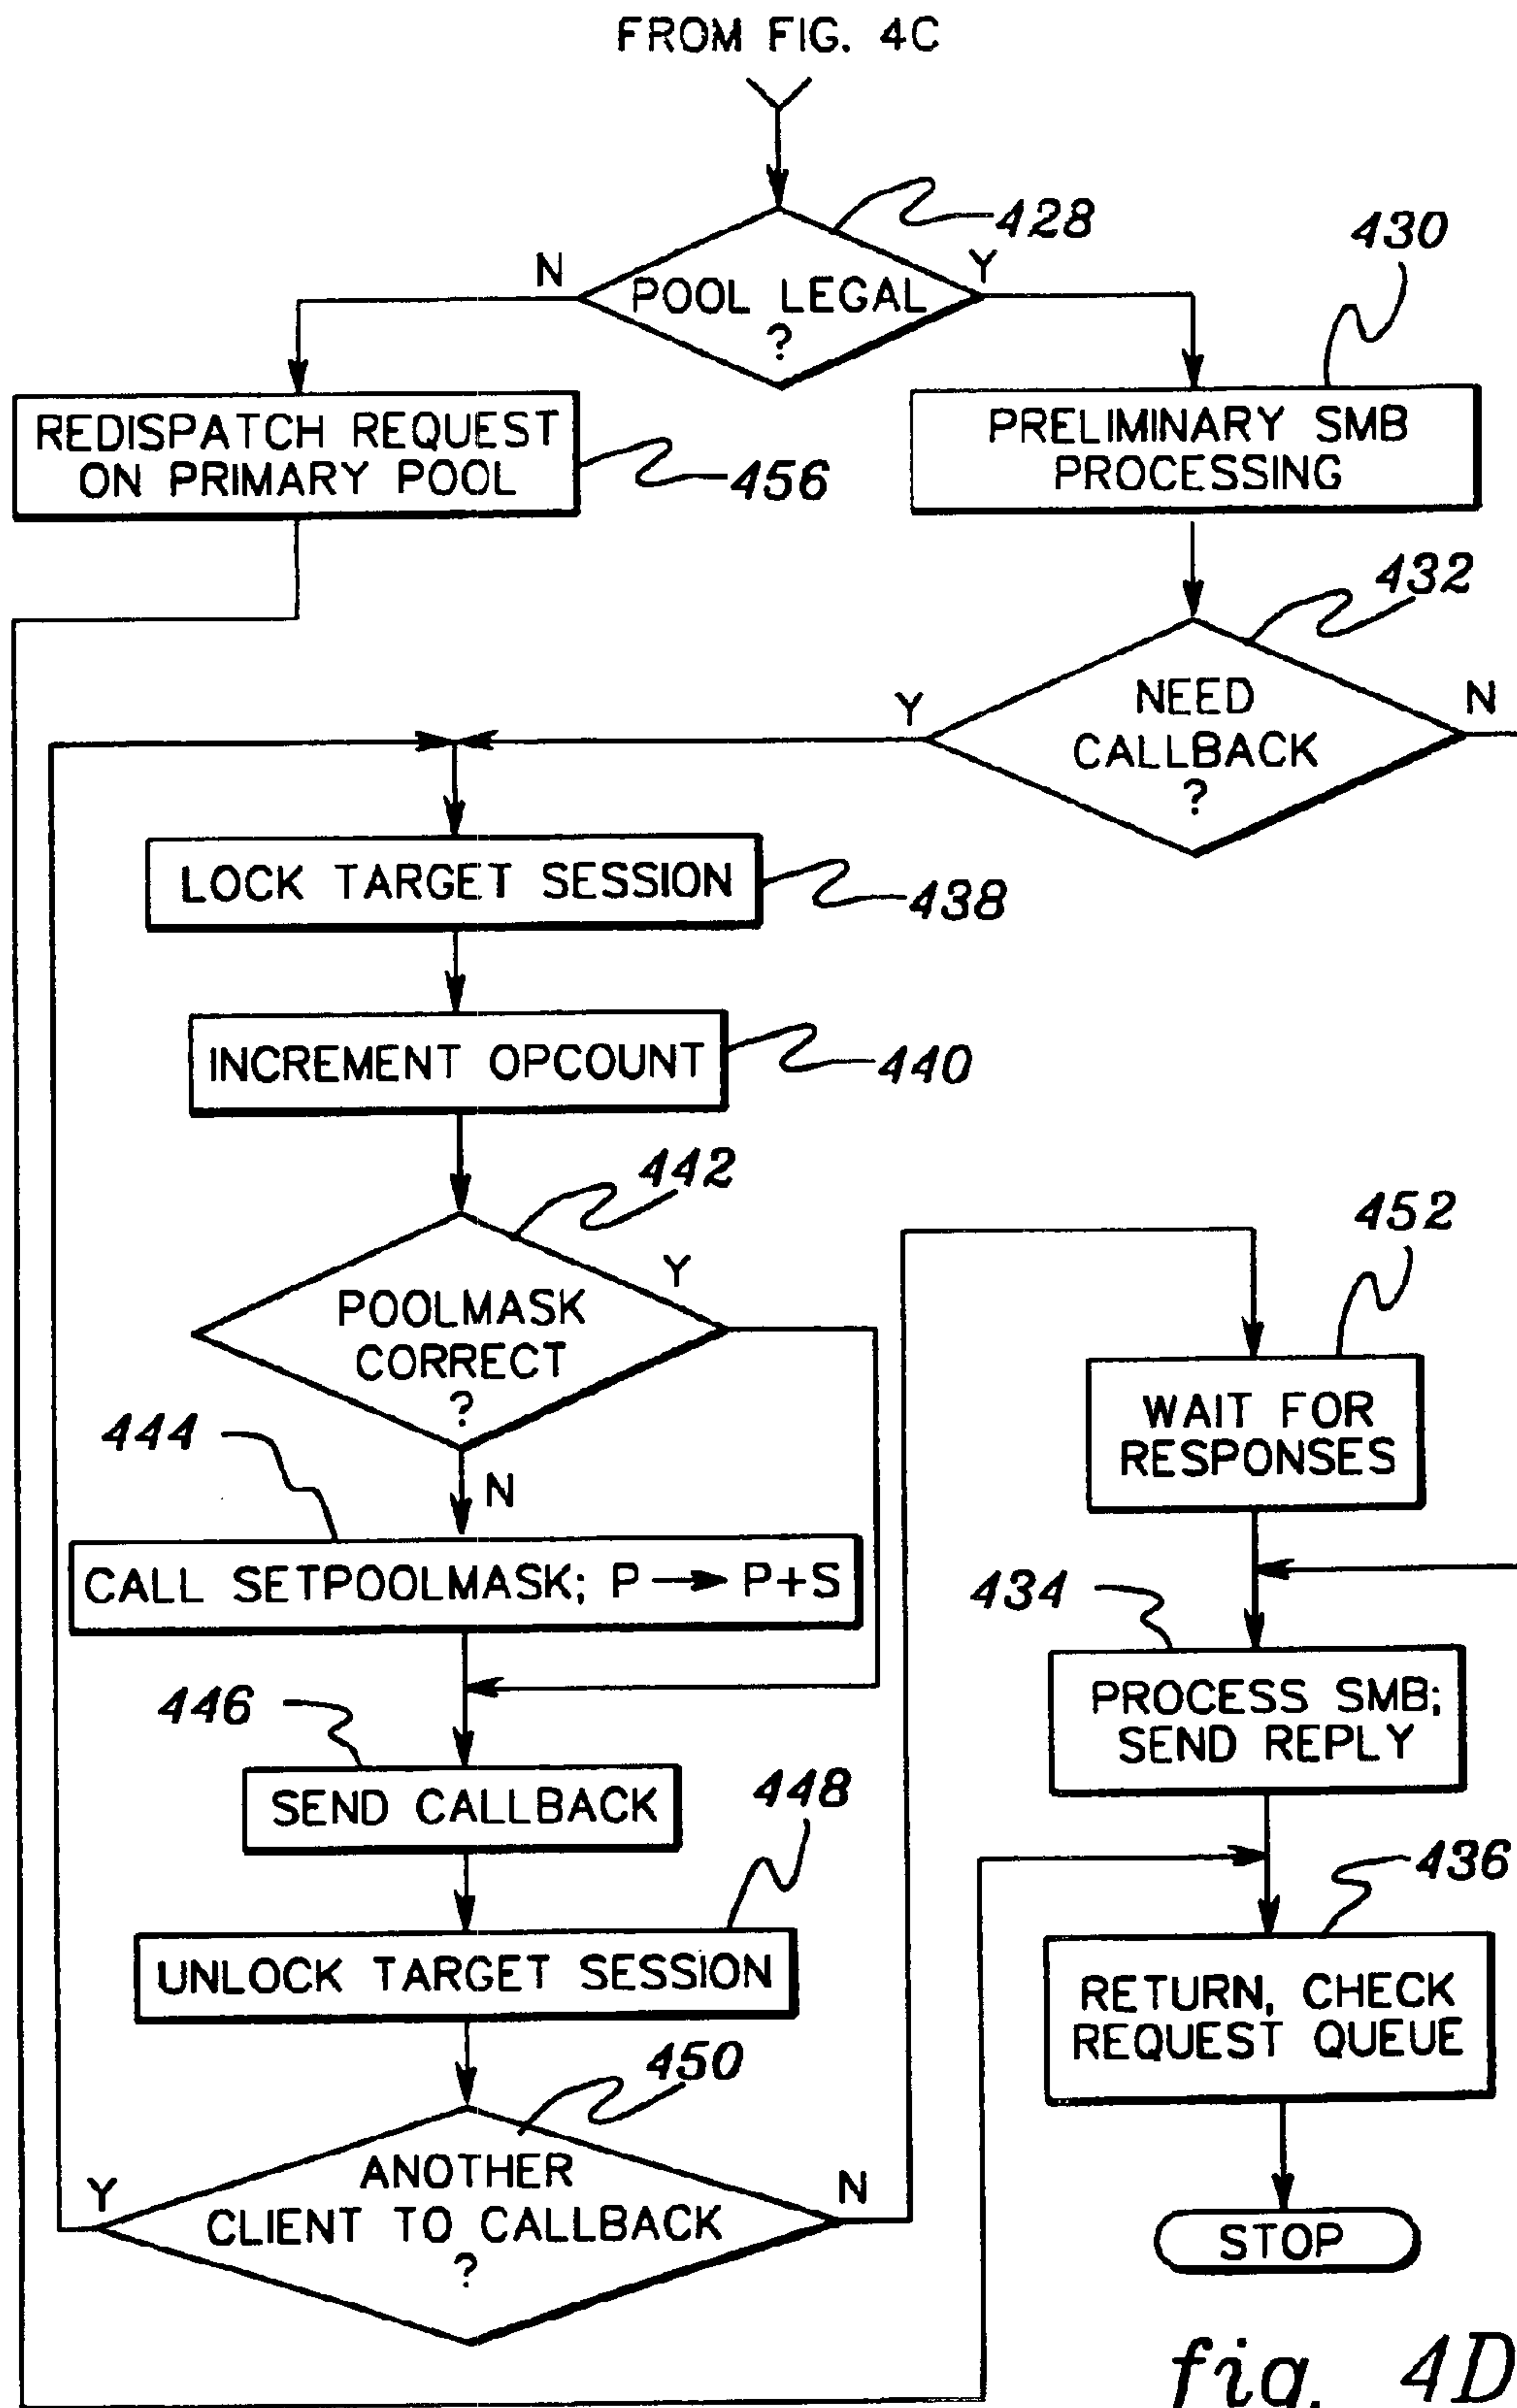 FROM FIG. 4C
428
430
N
Y
POOL LEGAL
?
REDISPATCH REQUEST
ON PRIMARY POOL
456
PRELIMINARY SMB
PROCESSING
432
NEED
CALLBACK
?
Y
N
LOCK TARGET SESSION
438
INCREMENT OPCOUNT
440
442
POOLMASK
CORRECT
?
Y
N
444
CALL SETPOOLMASK; P → P+S
446
SEND CALLBACK
448
UNLOCK TARGET SESSION
450
ANOTHER
CLIENT TO CALLBACK
?
Y
N
452
WAIT FOR
RESPONSES
434
PROCESS SMB;
SEND REPLY
436
RETURN, CHECK
REQUEST QUEUE
STOP
fig. 4D